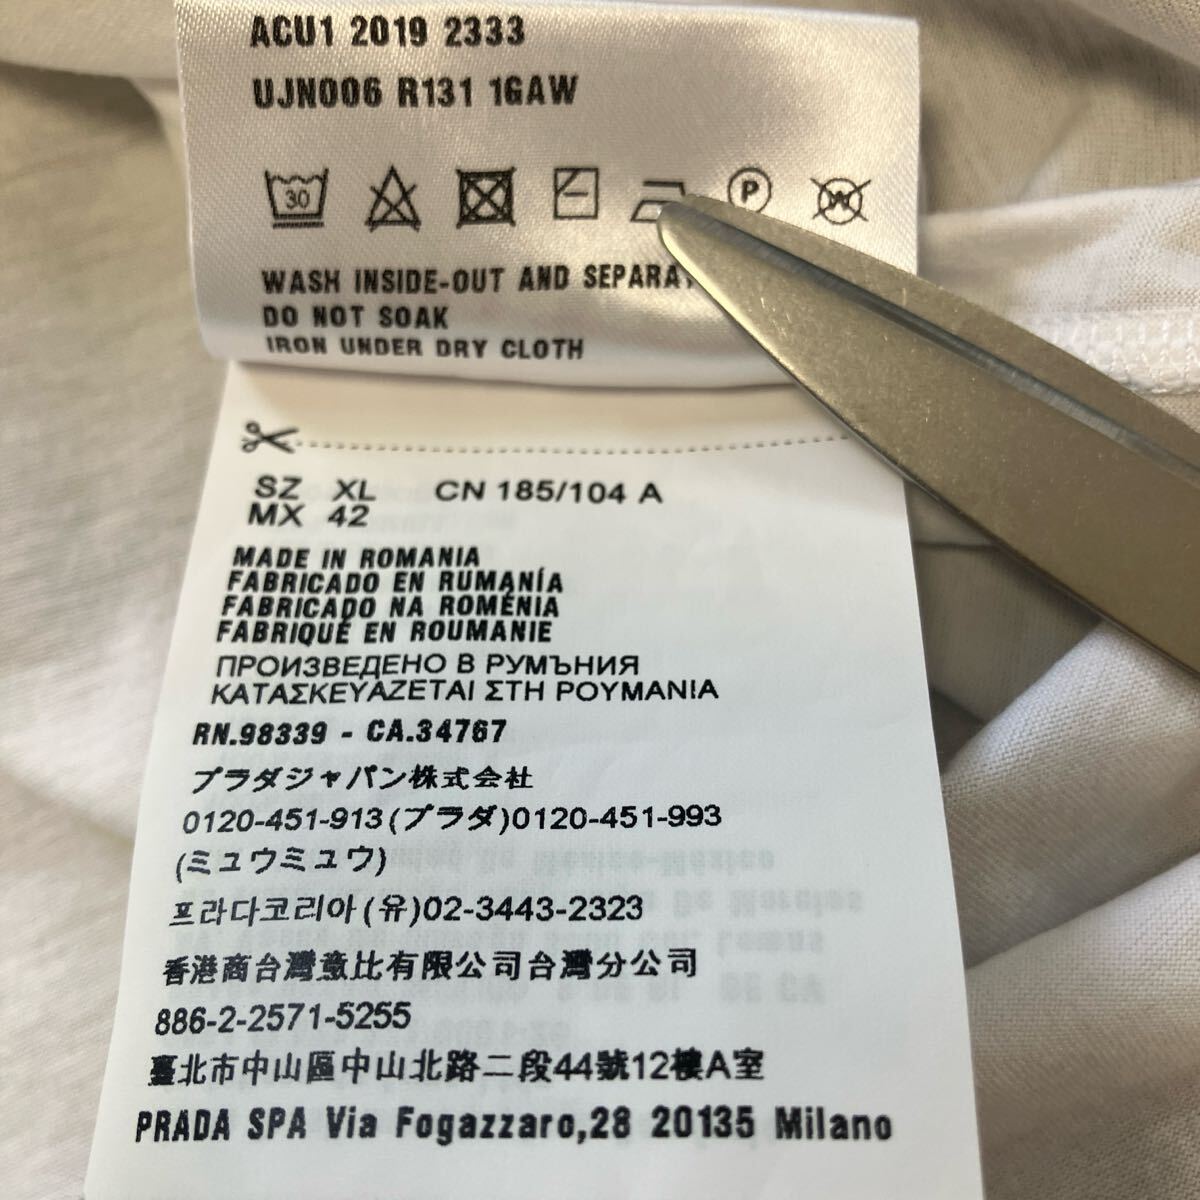 ACU1 2019 2333
UJN006 R131 1GAW
30 P W
WASH INSIDE-OUT AND
DO NOT SOAK
IRON UNDER DRY CLOTH
SZ XL CN 185/104 A
MX 42
MADE IN ROMANIA
FABRICADO EN RUMANÍA
FABRICADO NA ROMÉNIA
FABRIQUÉ EN ROUMANIE
ПРОИЗВЕДЕНО В РУМЪНИЯ
ΚΑΤΑΣΚΕΥΑΖΕΤΑΙ ΣΤΗ ΡΟΥΜΑΝΙΑ
RN.98339 - CA.34767
プラダジャパン株式会社
0120-451-913(プラダ)0120-451-993
(ミュウミュウ)
프라다코리아(유)02-3443-2323
香港商台灣意比有限公司台灣分公司
886-2-2571-5255
臺北市中山區中山北路二段44號12樓A室
PRADA SPA Via Fogazzaro,28 20135 Milano